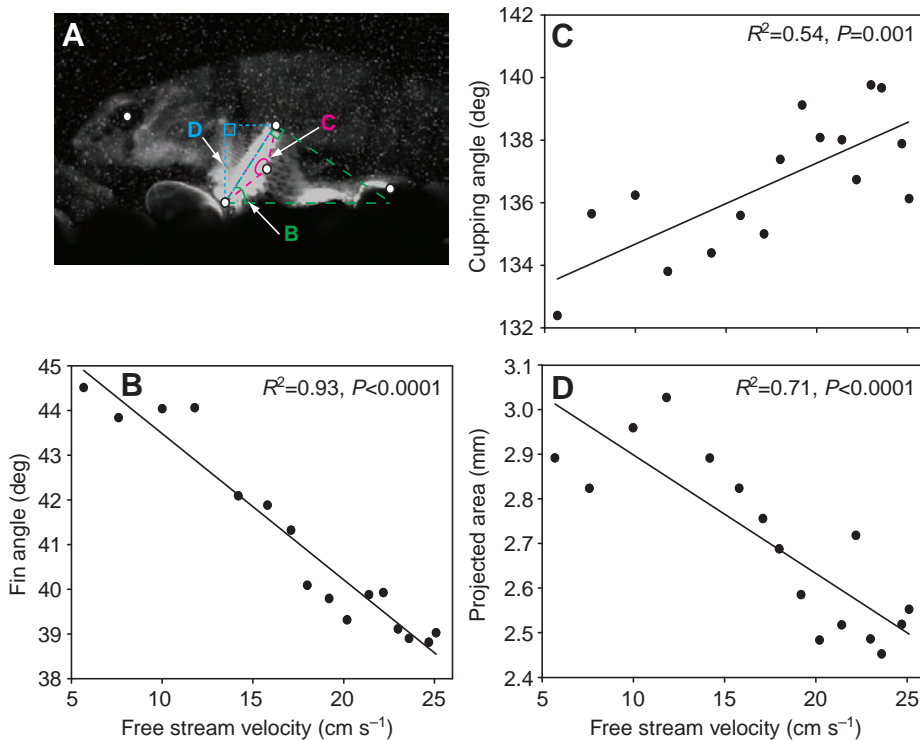 A
D
C
B
C
R²=0.54, P=0.001
142
140
138
136
134
132
Cupping angle (deg)
B
R²=0.93, P<0.0001
45
44
43
42
41
40
39
38
Fin angle (deg)
5 10 15 20 25
Free stream velocity (cm s⁻¹)
D
R²=0.71, P<0.0001
3.1
3.0
2.9
2.8
2.7
2.6
2.5
2.4
Projected area (mm)
5 10 15 20 25
Free stream velocity (cm s⁻¹)